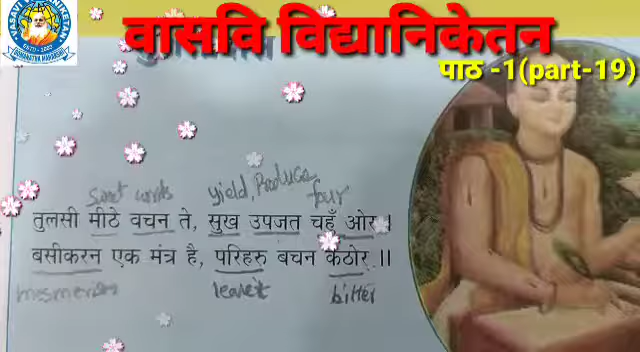 वासवि विद्यानिकेतन
पाठ -1(part-19)
sweet words yield, Produce four
तुलसी मीठे वचन ते, सुख उपजत चहुँ ओर ।
बसीकरन एक मंत्र है, परिहरु बचन कठोर ।।
mesmerism leave it bitter